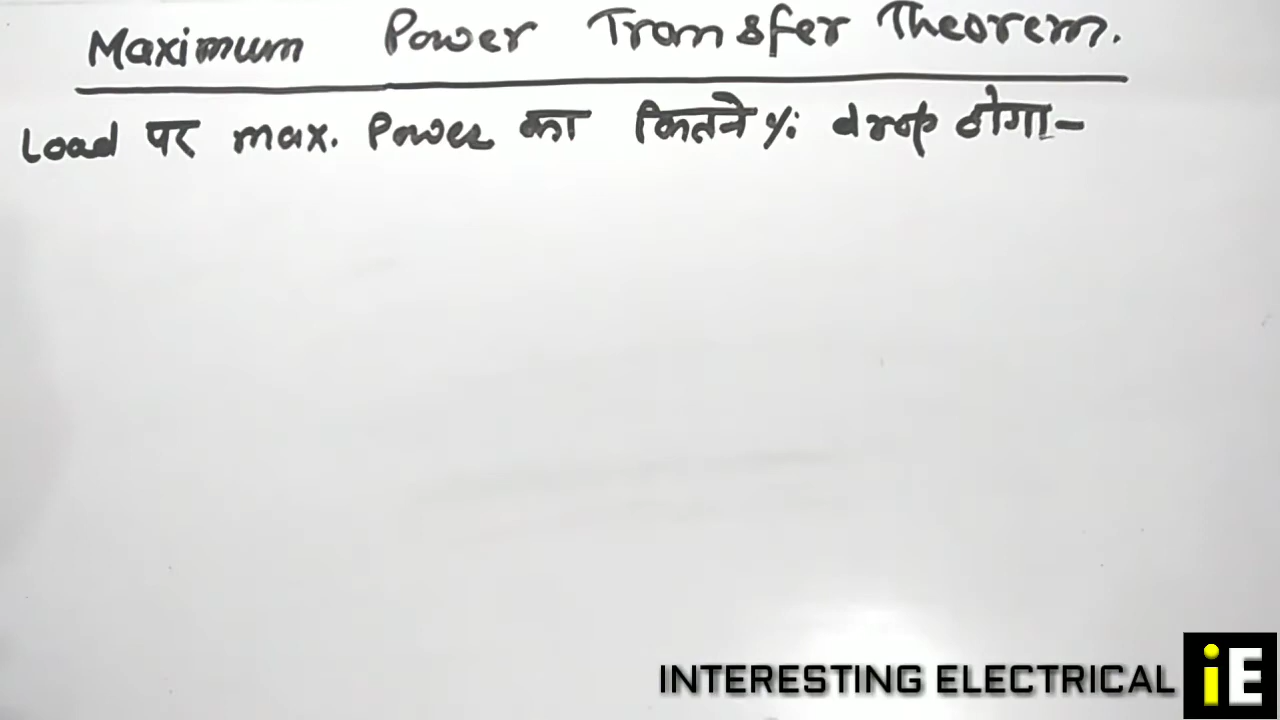 Maximum Power Transfer Theorem.
Load पर max. Power का कितने % drop होगा-
INTERESTING ELECTRICAL iE